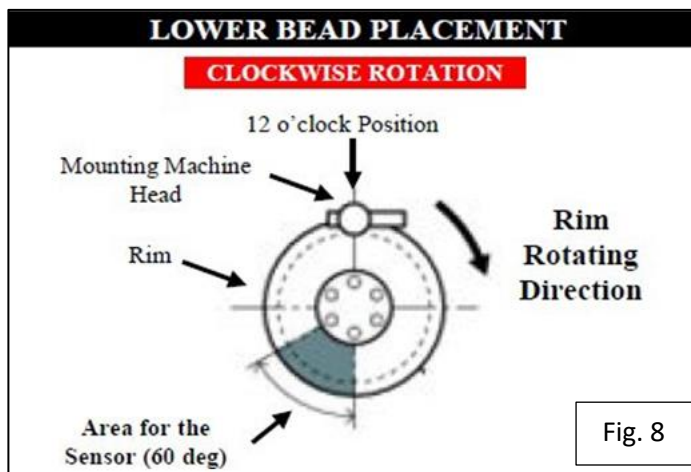 LOWER BEAD PLACEMENT
CLOCKWISE ROTATION
12 o’clock Position
Mounting Machine
Head
Rim
Rim
Rotating
Direction
Area for the
Sensor (60 deg)
Fig. 8